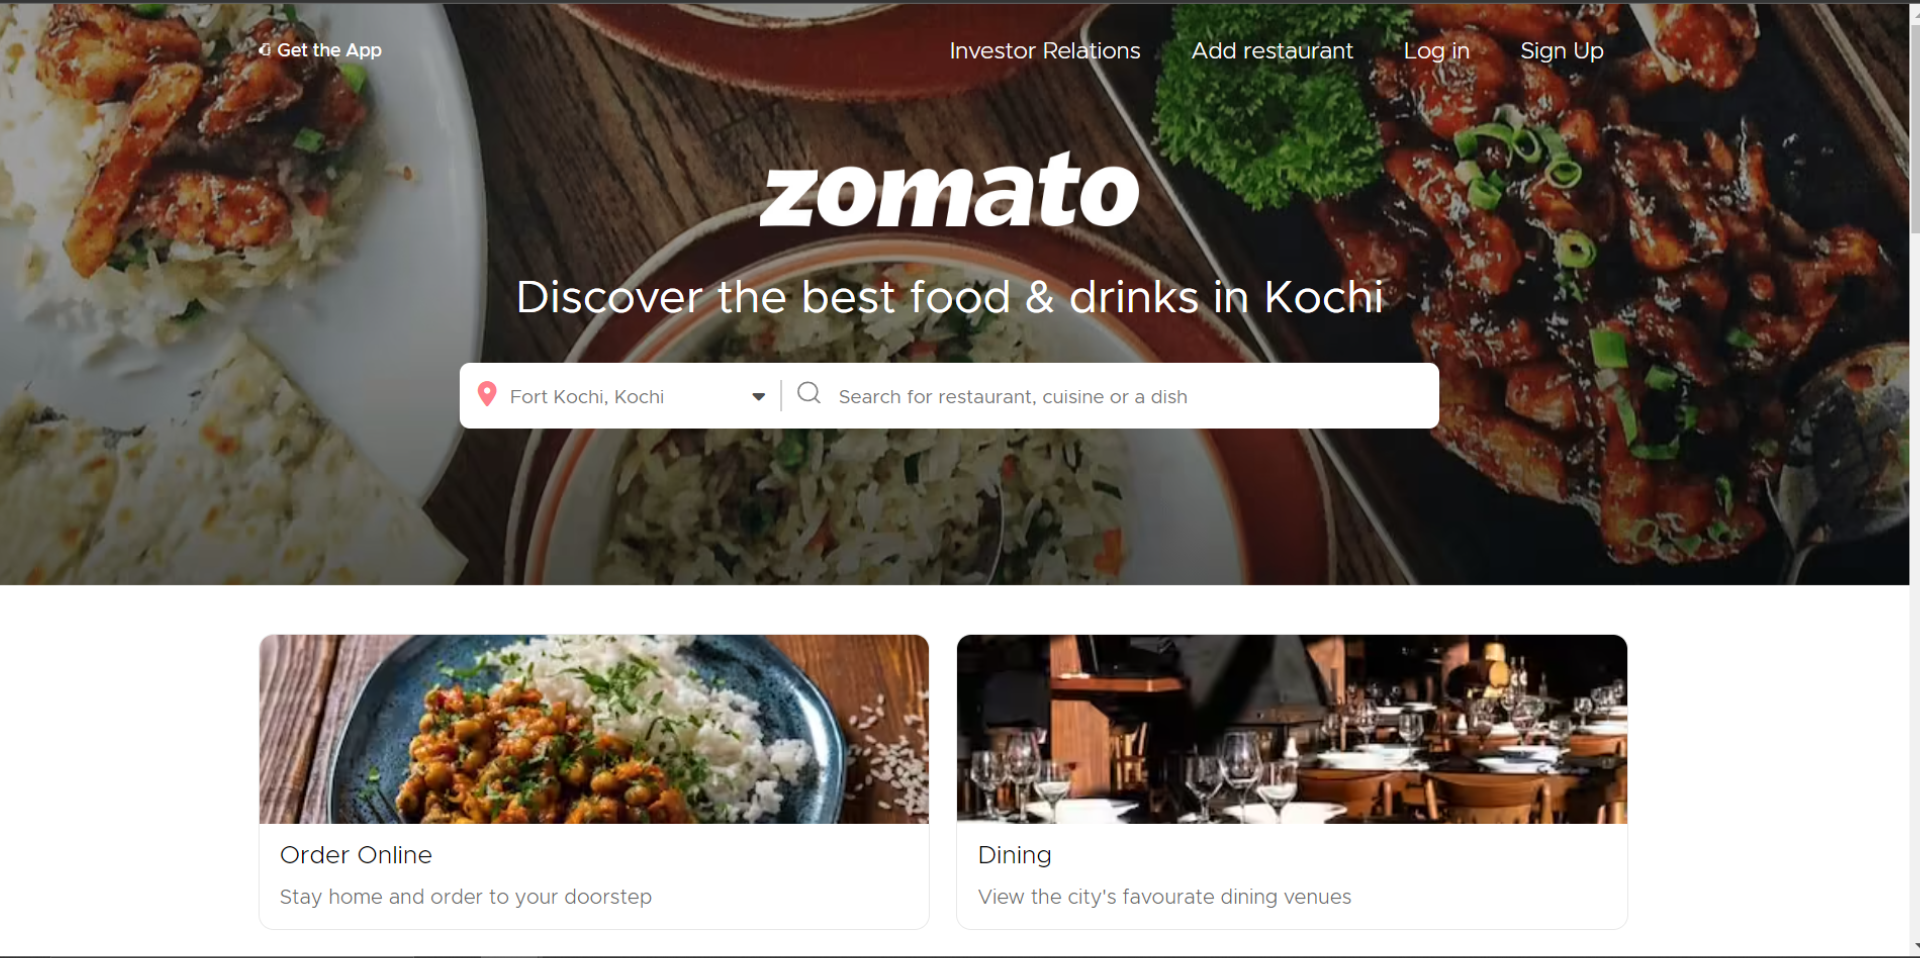 Get the App
Investor Relations
Add restaurant
Log in
Sign Up
zomato
Discover the best food & drinks in Kochi
Fort Kochi, Kochi
Search for restaurant, cuisine or a dish
Order Online
Stay home and order to your doorstep
Dining
View the city's favourate dining venues